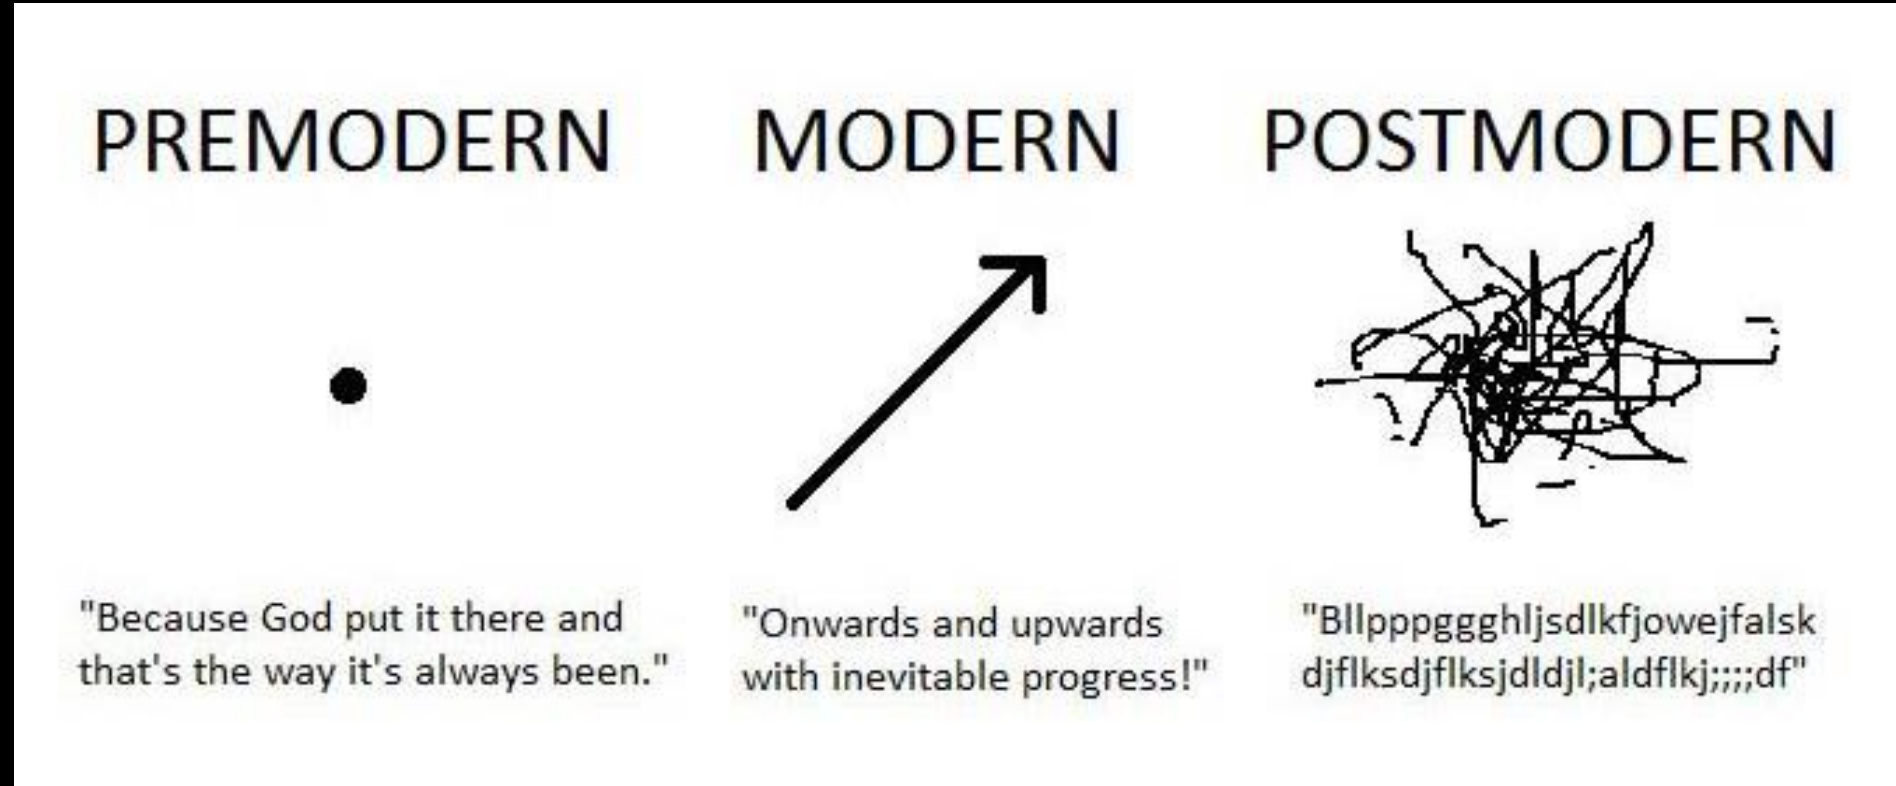 PREMODERN
MODERN
POSTMODERN
"Because God put it there and
that's the way it's always been."
"Onwards and upwards
with inevitable progress!"
"Bllpppggghljsdlkfjowejfalsk
djflksdjflksjdldjl;aldflkj;;;;df"